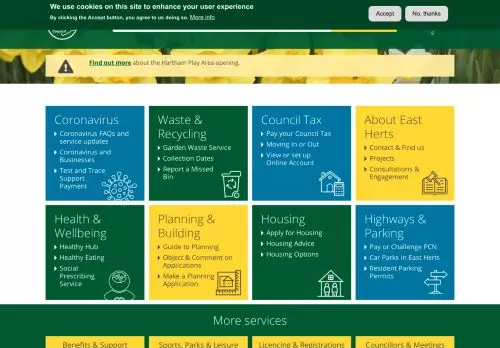 We use cookies on this site to enhance your user experience
By clicking the Accept button, you agree to us doing so. More info
Accept
No, thanks
Find out more about the Hartham Play Area opening.
Coronavirus
Coronavirus FAQs and
service updates
Coronavirus and
Businesses
Test and Trace
Support
Payment
Waste &
Recycling
Garden Waste Service
Collection Dates
Report a Missed
Bin
Council Tax
Pay your Council Tax
Moving In or Out
View or set up
Online Account
About East
Herts
Contact & Find us
Projects
Consultations &
Engagement
Health &
Wellbeing
Healthy Hub
Healthy Eating
Social
Prescribing
Service
Planning &
Building
Guide to Planning
Object & Comment on
Applications
Make a Planning
Application
Housing
Apply for Housing
Housing Advice
Housing Options
Highways &
Parking
Pay or Challenge PCN
Car Parks in East Herts
Resident Parking
Permits
More services
Benefits & Support
Sports, Parks & Leisure
Licensing & Registrations
Councillors & Meetings